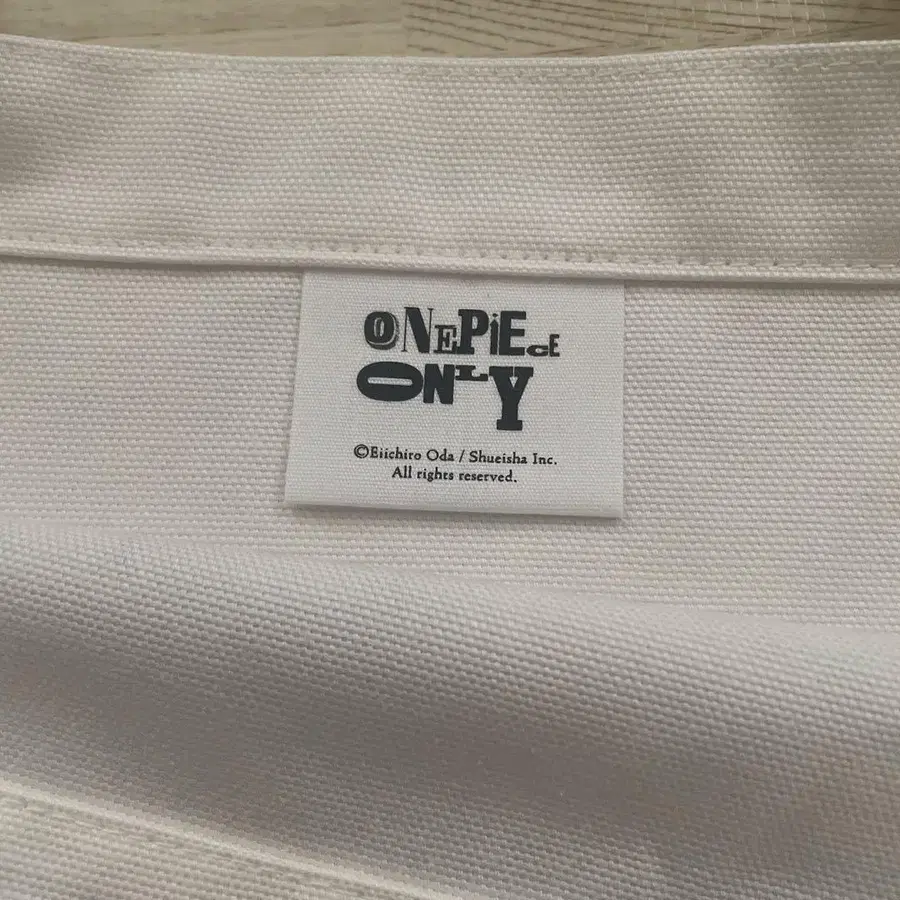 ONEPIECE
ONLY
©Eiichiro Oda / Shueisha Inc.
All rights reserved.